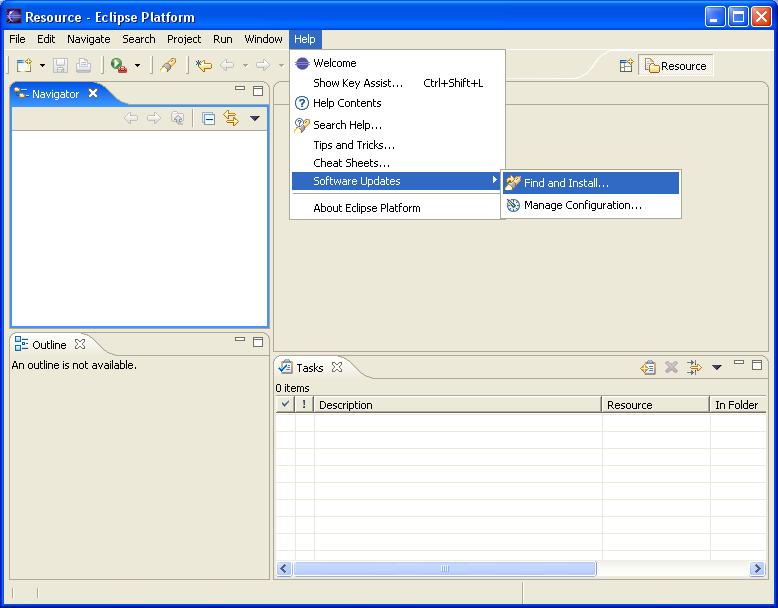 Resource - Eclipse Platform
File Edit Navigate Search Project Run Window Help
Resource
Navigator
Welcome
Show Key Assist... Ctrl+Shift+L
Help Contents
Search Help...
Tips and Tricks...
Cheat Sheets...
Software Updates
About Eclipse Platform
Find and Install...
Manage Configuration...
Outline
An outline is not available.
Tasks
0 items
! Description Resource In Folder